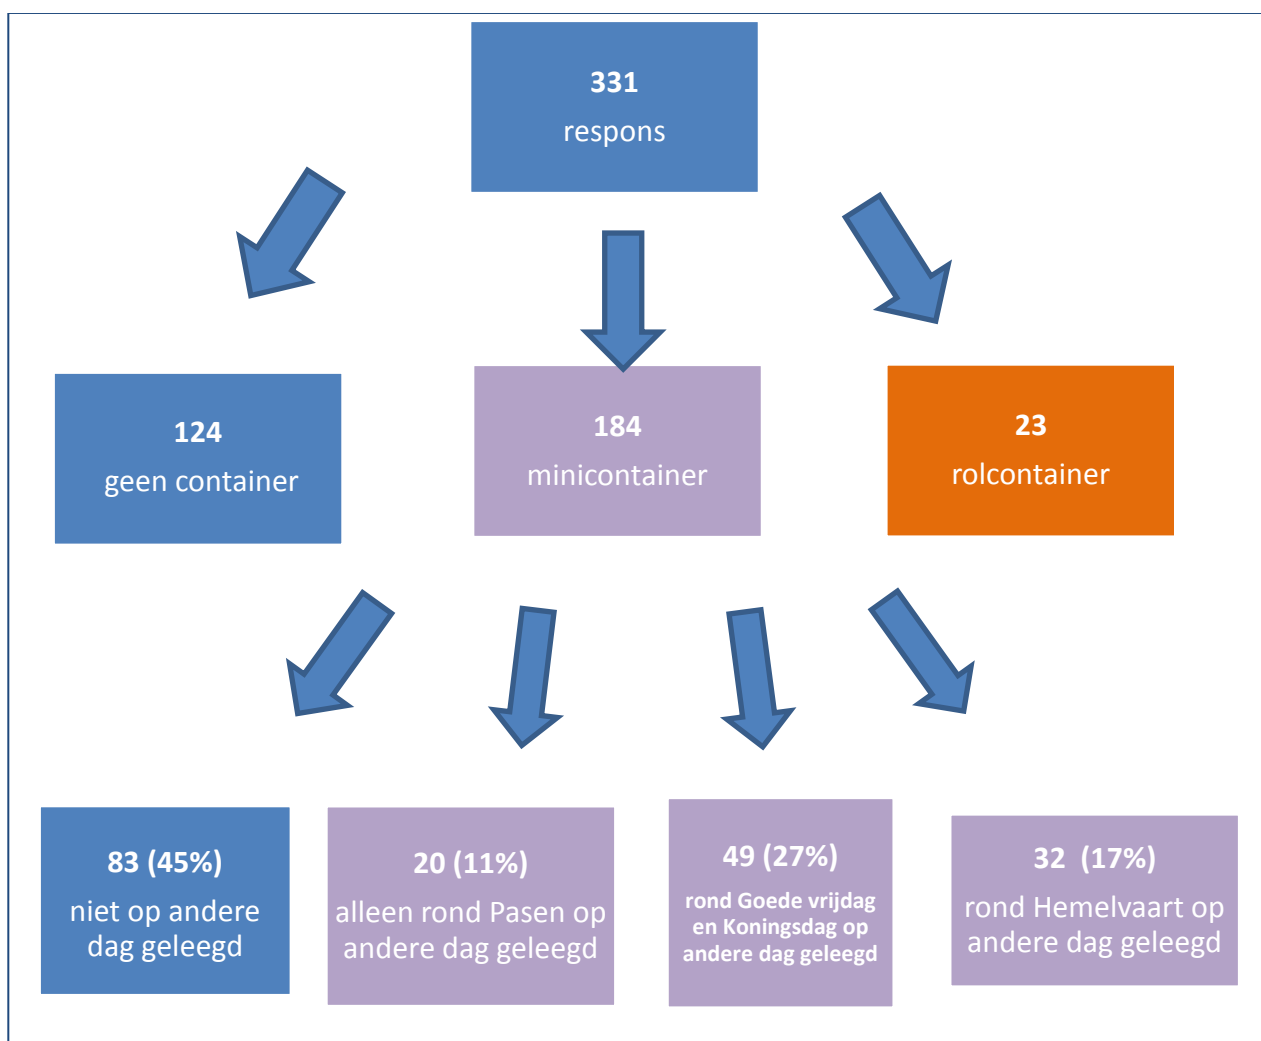 331
respons
124
geen container
184
minicontainer
23
rolcontainer
83 (45%)
niet op andere
dag geleegd
20 (11%)
alleen rond Pasen op
andere dag geleegd
49 (27%)
rond Goede vrijdag
en Koningsdag op
andere dag geleegd
32 (17%)
rond Hemelvaart op
andere dag geleegd